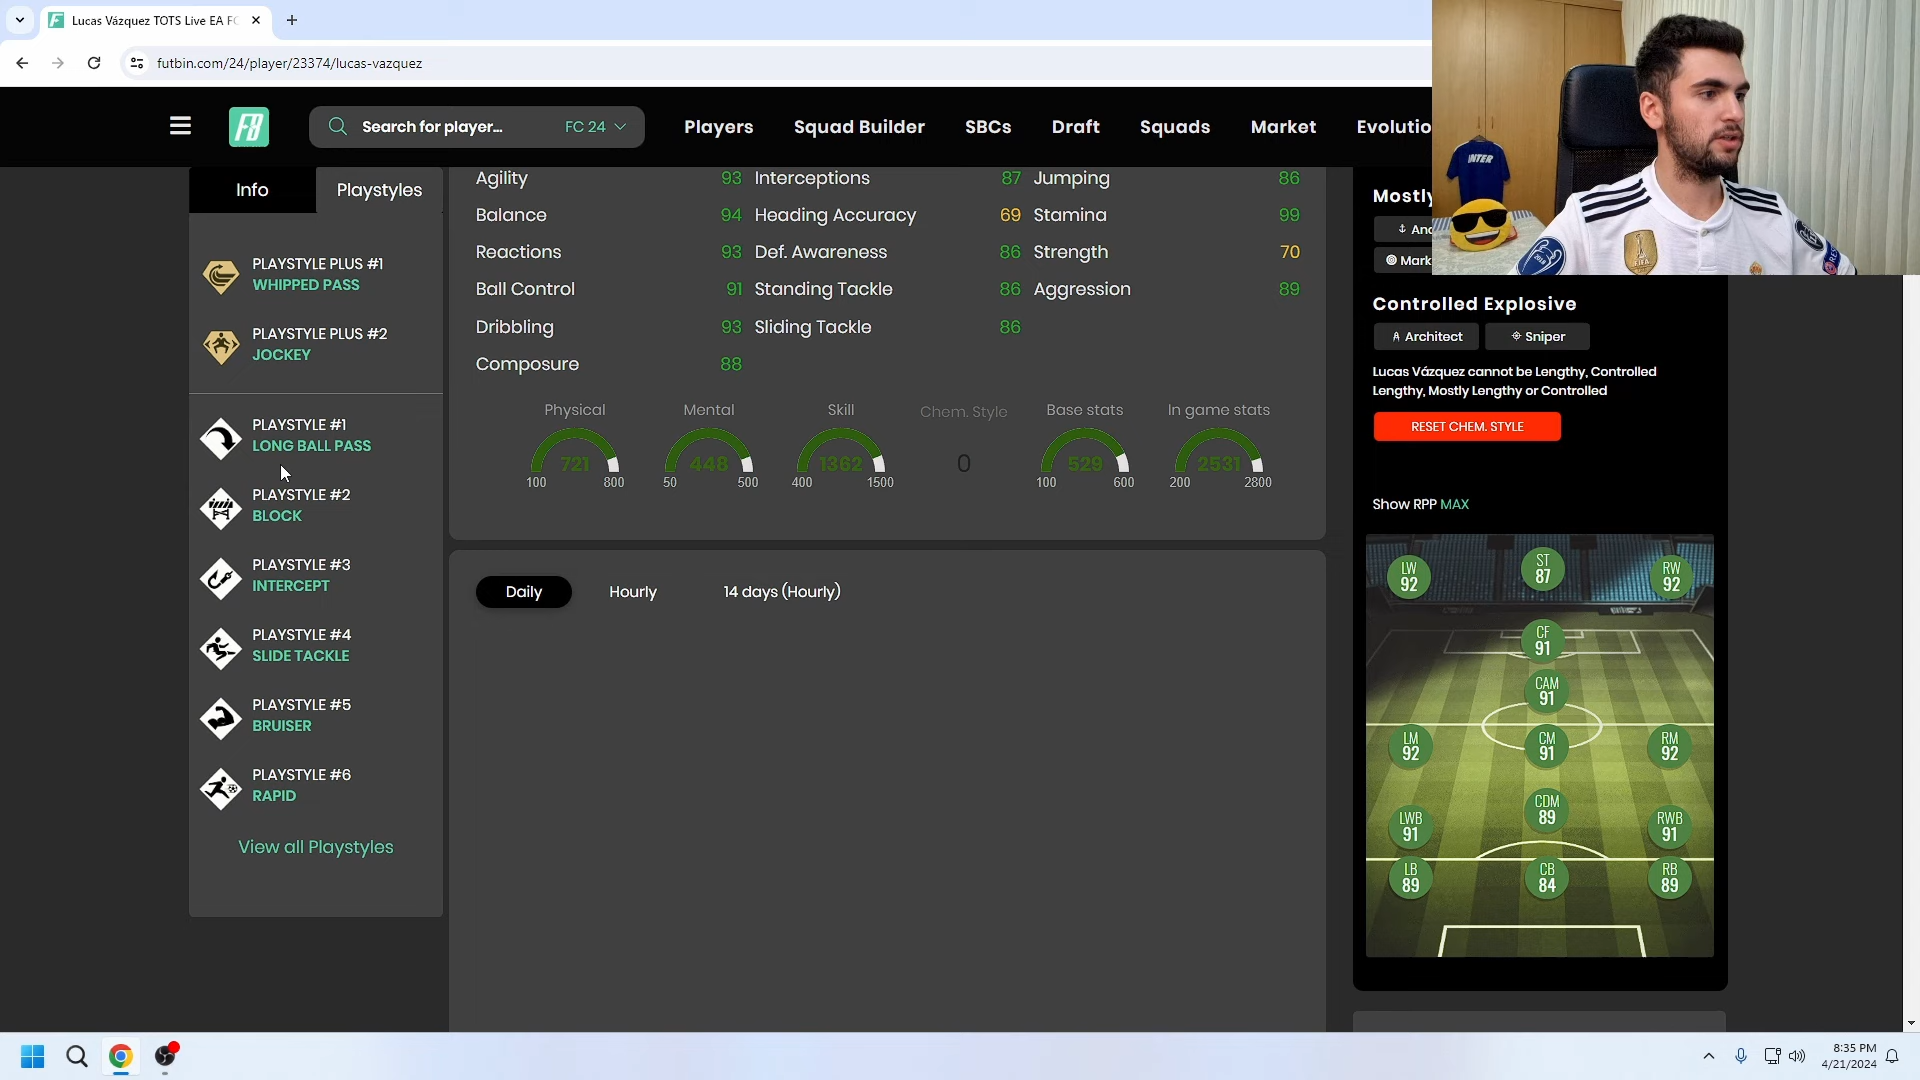 Lucas Vázquez TOTS Live EA FC
futbin.com/24/player/23374/lucas-vazquez
F8
Search for player... FC 24
Players
Squad Builder
SBCs
Draft
Squads
Market
Evolutio
Info
Playstyles
PLAYSTYLE PLUS #1
WHIPPED PASS
PLAYSTYLE PLUS #2
JOCKEY
PLAYSTYLE #1
LONG BALL PASS
PLAYSTYLE #2
BLOCK
PLAYSTYLE #3
INTERCEPT
PLAYSTYLE #4
SLIDE TACKLE
PLAYSTYLE #5
BRUISER
PLAYSTYLE #6
RAPID
View all Playstyles
Agility 93 Interceptions 87 Jumping 86
Balance 94 Heading Accuracy 69 Stamina 99
Reactions 93 Def. Awareness 86 Strength 70
Ball Control 91 Standing Tackle 86 Aggression 89
Dribbling 93 Sliding Tackle 86
Composure 88
Physical Mental Skill Chem. Style Base stats In game stats
721 448 1362 0 529 2531
100 800 50 500 400 1500 100 600 200 2800
Daily Hourly 14 days (Hourly)
Mostly
Anc
Mark
Controlled Explosive
Architect Sniper
Lucas Vázquez cannot be Lengthy, Controlled
Lengthy, Mostly Lengthy or Controlled
RESET CHEM. STYLE
Show RPP MAX
LW
92
ST
87
RW
92
CF
91
CAM
91
LM
92
CM
91
RM
92
CDM
89
LWB
91
RWB
91
LB
89
CB
84
RB
89
INTER
8:35 PM
4/21/2024